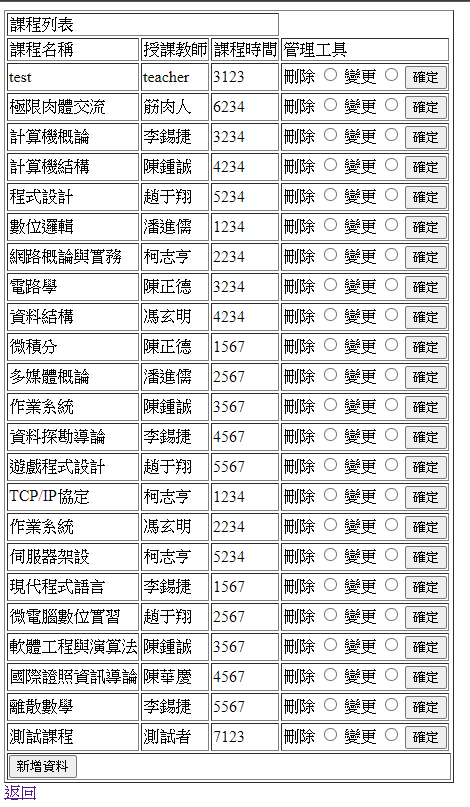 課程列表
課程名稱 授課教師 課程時間 管理工具
test teacher 3123 刪除 變更 確定
極限肉體交流 筋肉人 6234 刪除 變更 確定
計算機概論 李錫捷 3234 刪除 變更 確定
計算機結構 陳鍾誠 4234 刪除 變更 確定
程式設計 趙于翔 5234 刪除 變更 確定
數位邏輯 潘進儒 1234 刪除 變更 確定
網路概論與實務 柯志亨 2234 刪除 變更 確定
電路學 陳正德 3234 刪除 變更 確定
資料結構 馮玄明 4234 刪除 變更 確定
微積分 陳正德 1567 刪除 變更 確定
多媒體概論 潘進儒 2567 刪除 變更 確定
作業系統 陳鍾誠 3567 刪除 變更 確定
資料探勘導論 李錫捷 4567 刪除 變更 確定
遊戲程式設計 趙于翔 5567 刪除 變更 確定
TCP/IP協定 柯志亨 1234 刪除 變更 確定
作業系統 馮玄明 2234 刪除 變更 確定
伺服器架設 柯志亨 5234 刪除 變更 確定
現代程式語言 李錫捷 1567 刪除 變更 確定
微電腦數位實習 趙于翔 2567 刪除 變更 確定
軟體工程與演算法 陳鍾誠 3567 刪除 變更 確定
國際證照資訊導論 陳華慶 4567 刪除 變更 確定
離散數學 李錫捷 5567 刪除 變更 確定
測試課程 測試者 7123 刪除 變更 確定
新增資料
返回